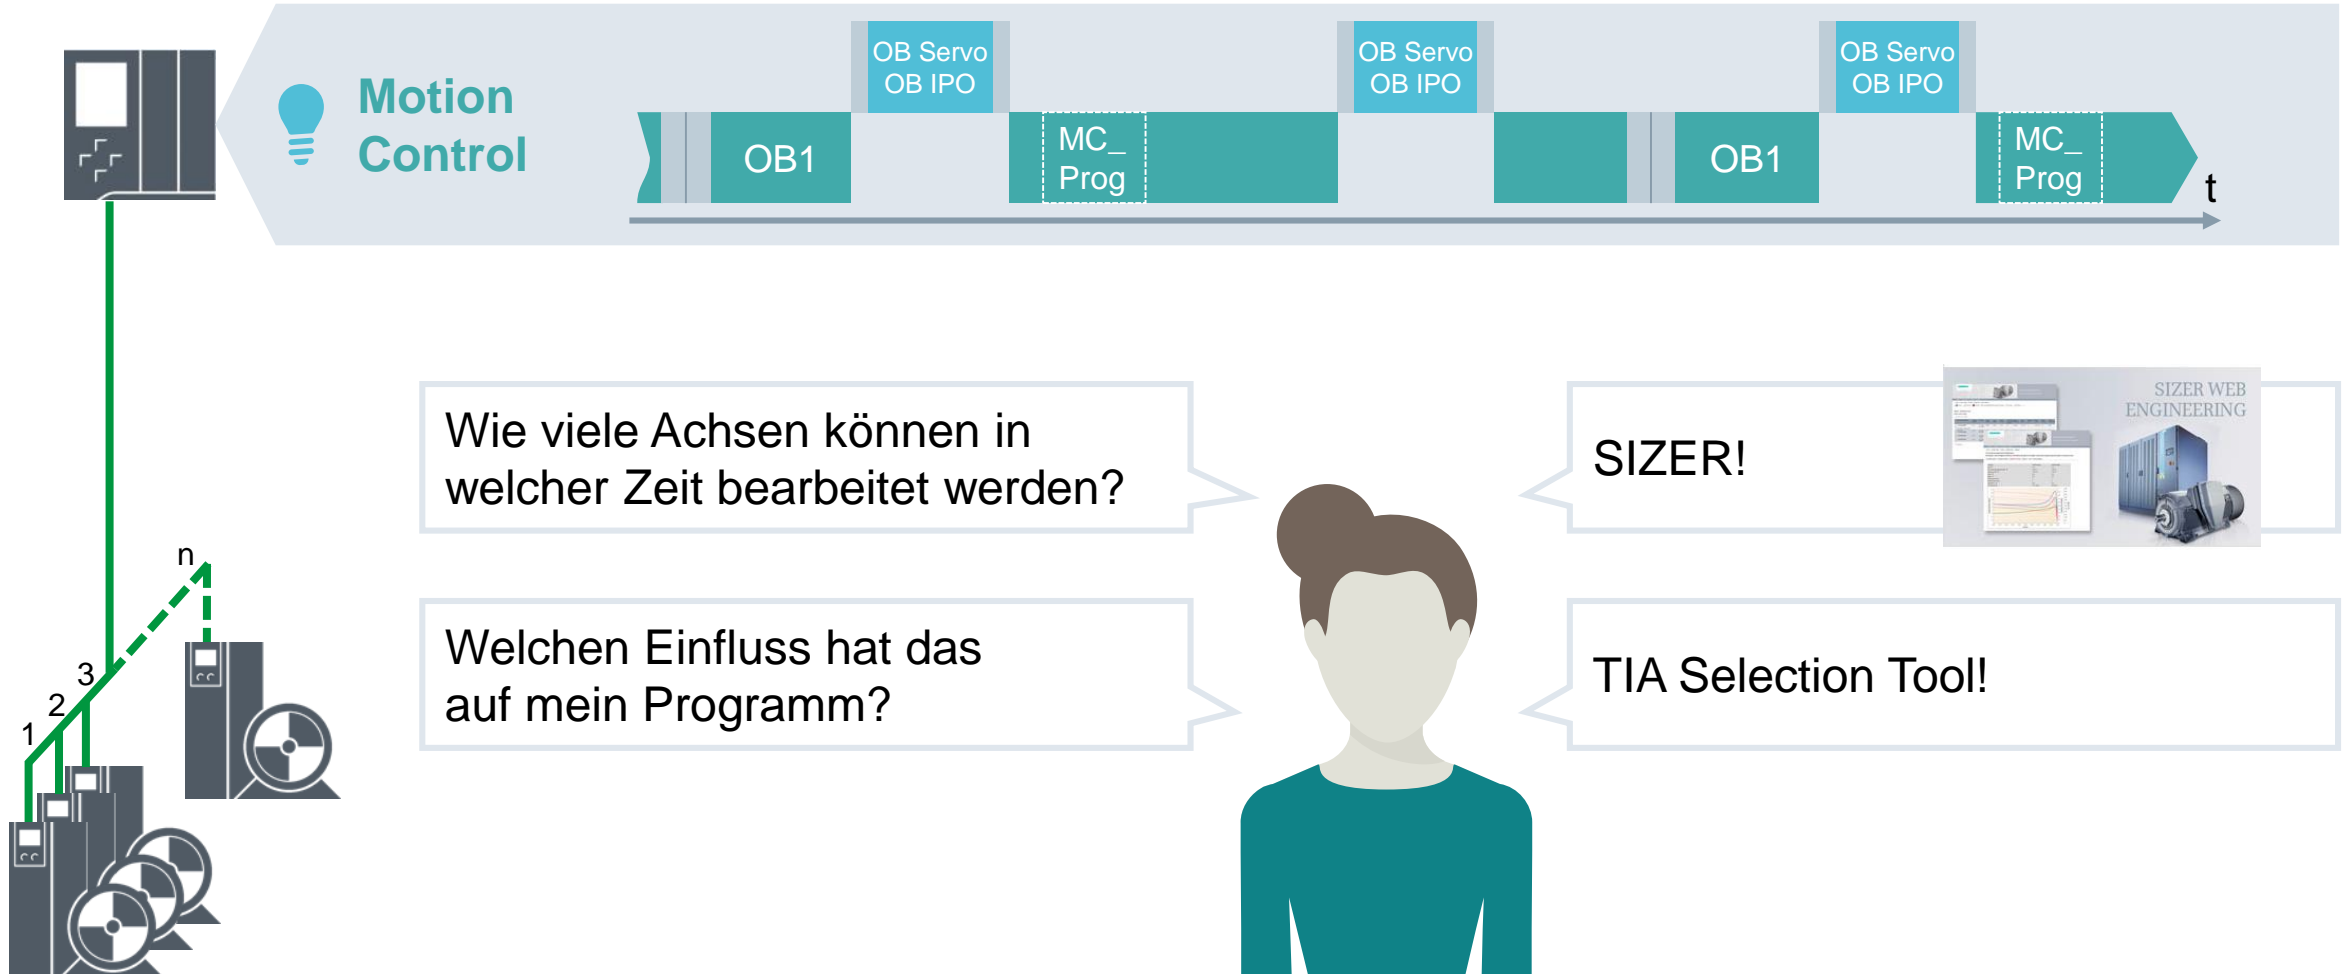 Motion
Control
OB1
OB Servo
OB IPO
MC_
Prog
OB Servo
OB IPO
OB1
OB Servo
OB IPO
MC_
Prog
t
Wie viele Achsen können in
welcher Zeit bearbeitet werden?
SIZER!
SIZER WEB
ENGINEERING
Welchen Einfluss hat das
auf mein Programm?
TIA Selection Tool!
n
3
2
1